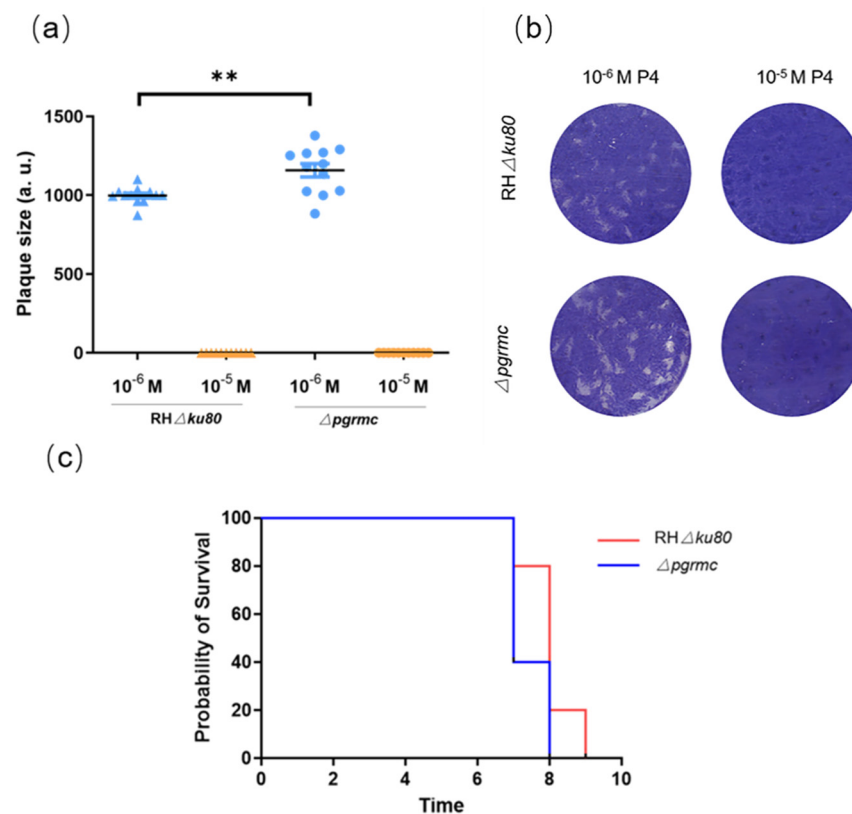 (a)
**
1500
1000
500
0
Plaque size (a. u.)
10⁻⁶ M 10⁻⁵ M 10⁻⁶ M 10⁻⁵ M
RH△ku80 △pgrmc
(b)
10⁻⁶ M P4 10⁻⁵ M P4
RH△ku80
△pgrmc
(c)
100
80
60
40
20
0
Probability of Survival
0 2 4 6 8 10
Time
RH△ku80
△pgrmc